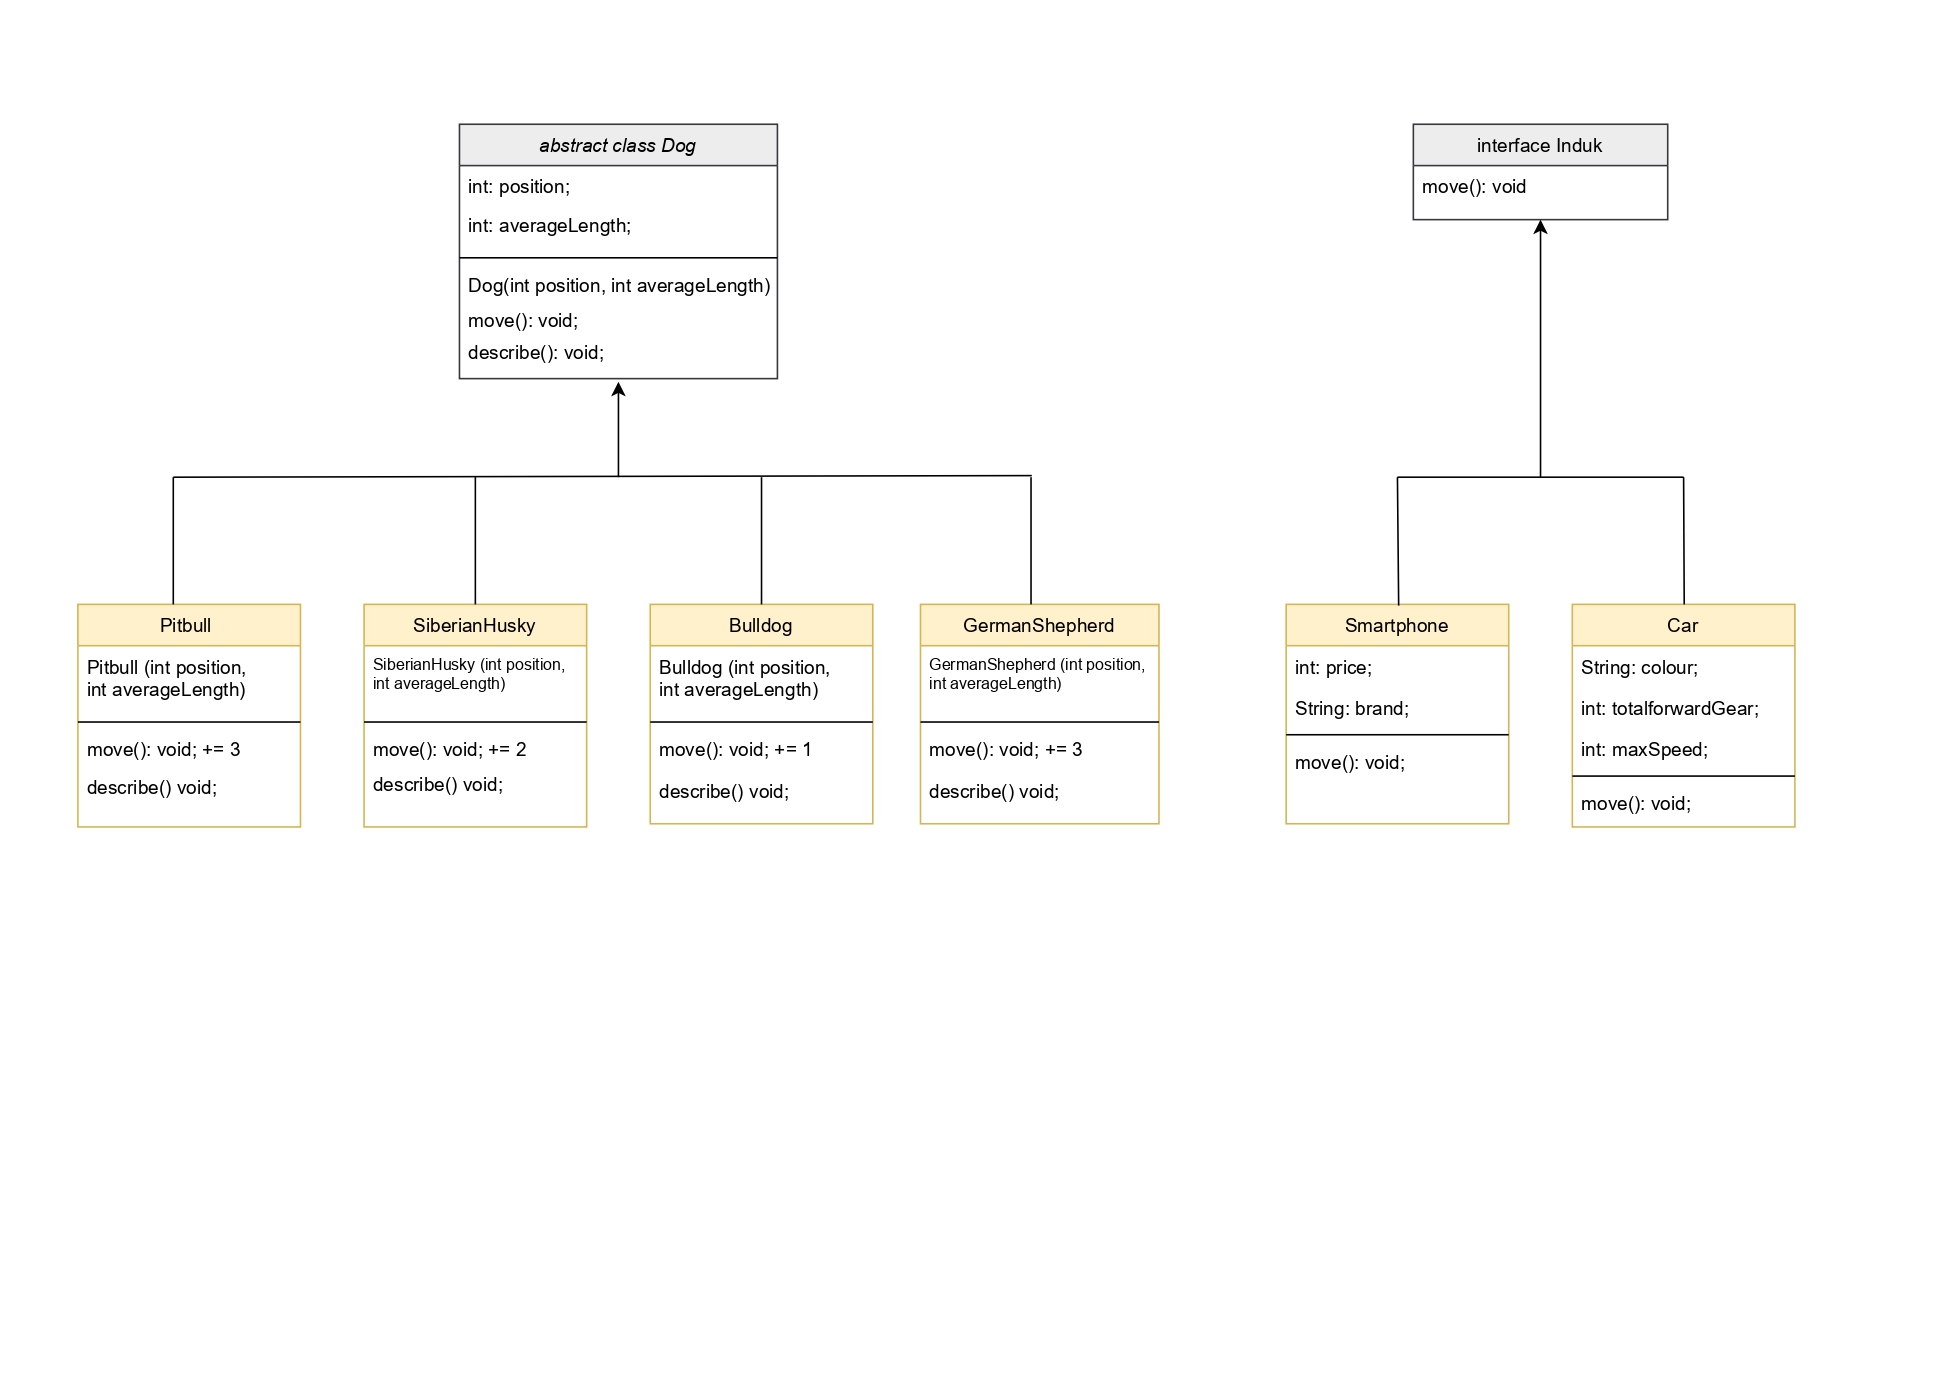 abstract class Dog
int: position;
int: averageLength;
Dog(int position, int averageLength)
move(): void;
describe(): void;
interface Induk
move(): void
Pitbull
Pitbull (int position,
int averageLength)
move(): void; += 3
describe() void;
SiberianHusky
SiberianHusky (int position,
int averageLength)
move(): void; += 2
describe() void;
Bulldog
Bulldog (int position,
int averageLength)
move(): void; += 1
describe() void;
GermanShepherd
GermanShepherd (int position,
int averageLength)
move(): void; += 3
describe() void;
Smartphone
int: price;
String: brand;
move(): void;
Car
String: colour;
int: totalforwardGear;
int: maxSpeed;
move(): void;